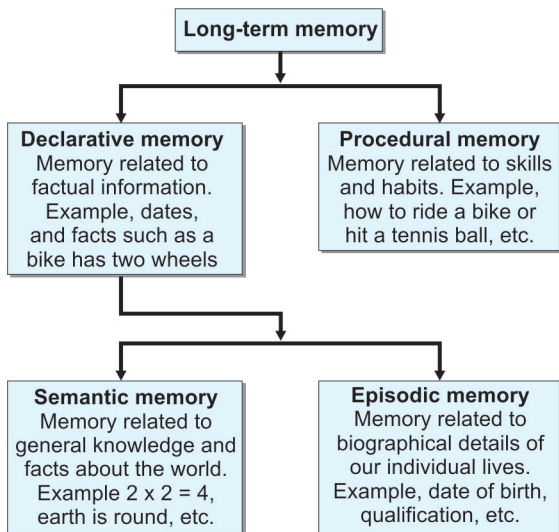 Long-term memory
Declarative memory
Memory related to
factual information.
Example, dates,
and facts such as a
bike has two wheels
Procedural memory
Memory related to skills
and habits. Example,
how to ride a bike or
hit a tennis ball, etc.
Semantic memory
Memory related to
general knowledge and
facts about the world.
Example 2 x 2 = 4,
earth is round, etc.
Episodic memory
Memory related to
biographical details of
our individual lives.
Example, date of birth,
qualification, etc.